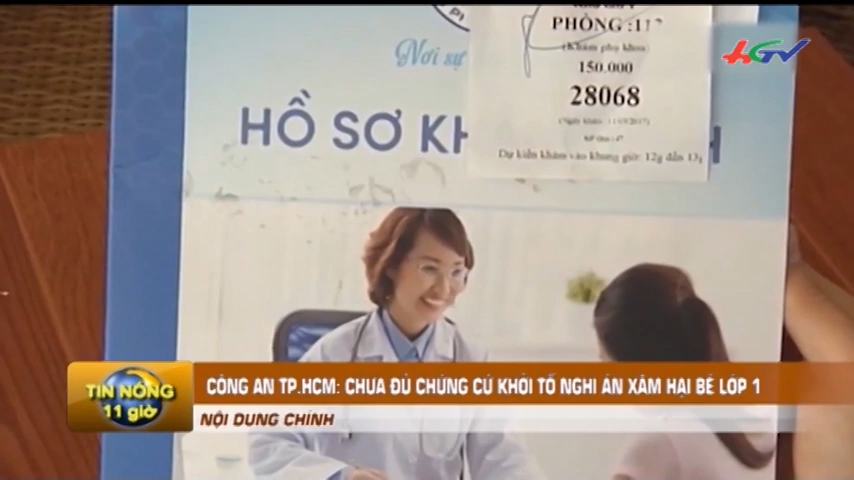 PHÒNG :117
(Khám phụ khoa)
HGTV
Nơi sự
150.000
28068
HỒ SƠ KH
H
Dự kiến khám vào khung giờ: 12g đến 13g
TIN NÓNG
11 giờ
CÔNG AN TP.HCM: CHƯA ĐỦ CHỨNG CỨ KHỞI TỐ NGHI ÁN XÂM HẠI BÉ LỚP 1
NỘI DUNG CHÍNH